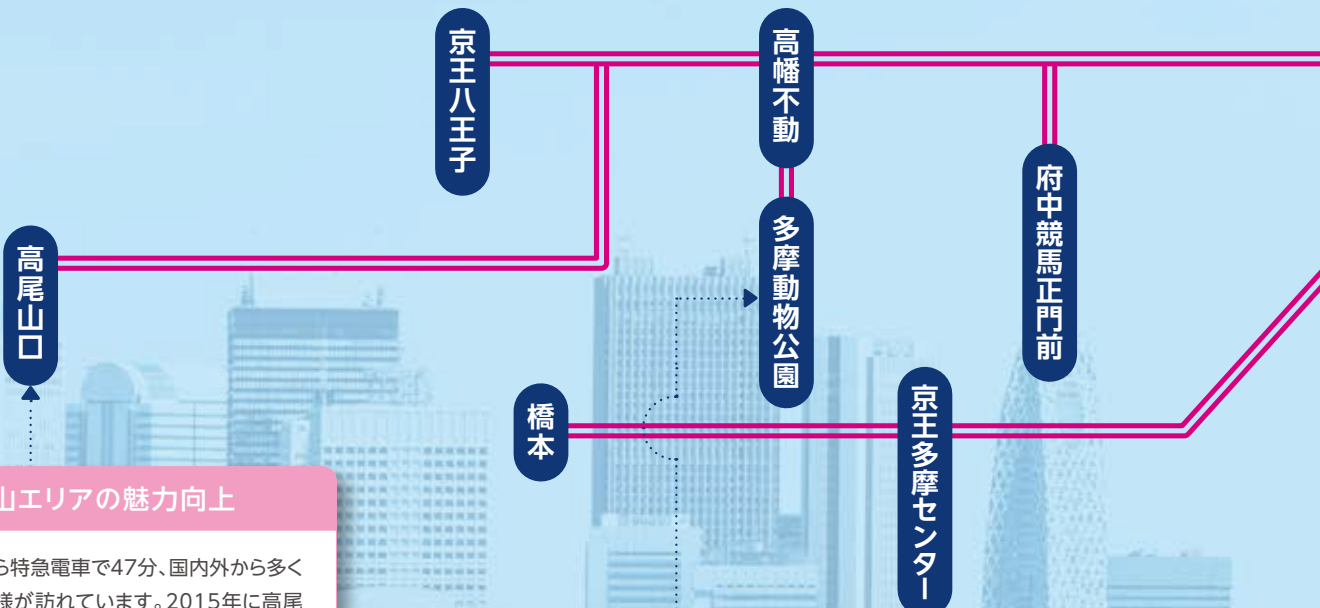 京王八王子
高幡不動
府中競馬正門前
多摩動物公園
高尾山口
橋本
京王多摩センター
山エリアの魅力向上
ら特急電車で47分、国内外から多く
様が訪れています。2015年に高尾